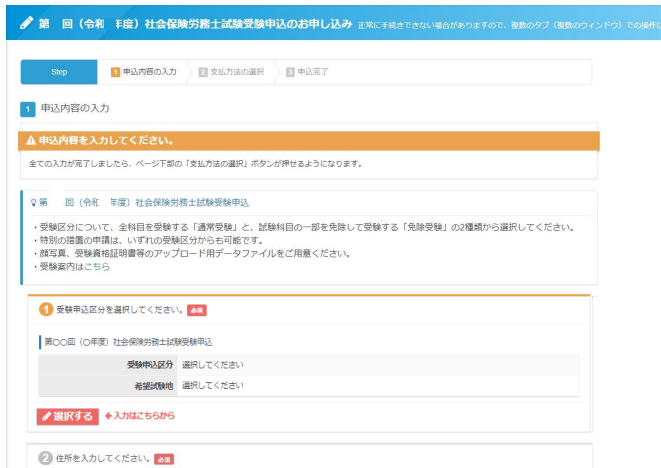 第　回（令和　年度）社会保険労務士試験受験申込のお申し込み 正常に手続きできない場合がありますので、複数のタブ（複数のウィンドウ）での操作は
Step 1 申込内容の入力 2 支払方法の選択 3 申込完了
1 申込内容の入力
申込内容を入力してください。
全ての入力が完了しましたら、ページ下部の「支払方法の選択」ボタンが押せるようになります。
第　回（令和　年度）社会保険労務士試験受験申込
・受験区分について、全科目を受験する「通常受験」と、試験科目の一部を免除して受験する「免除受験」の2種類から選択してください。
・特別の措置の申請は、いずれの受験区分からも可能です。
・顔写真、受験資格証明書等のアップロード用データファイルをご用意ください。
・受験案内はこちら
1 受験申込区分を選択してください。 必須
第〇〇回（〇年度）社会保険労務士試験受験申込
受験申込区分 選択してください
希望試験地 選択してください
選択する ←入力はこちらから
2 住所を入力してください。 必須